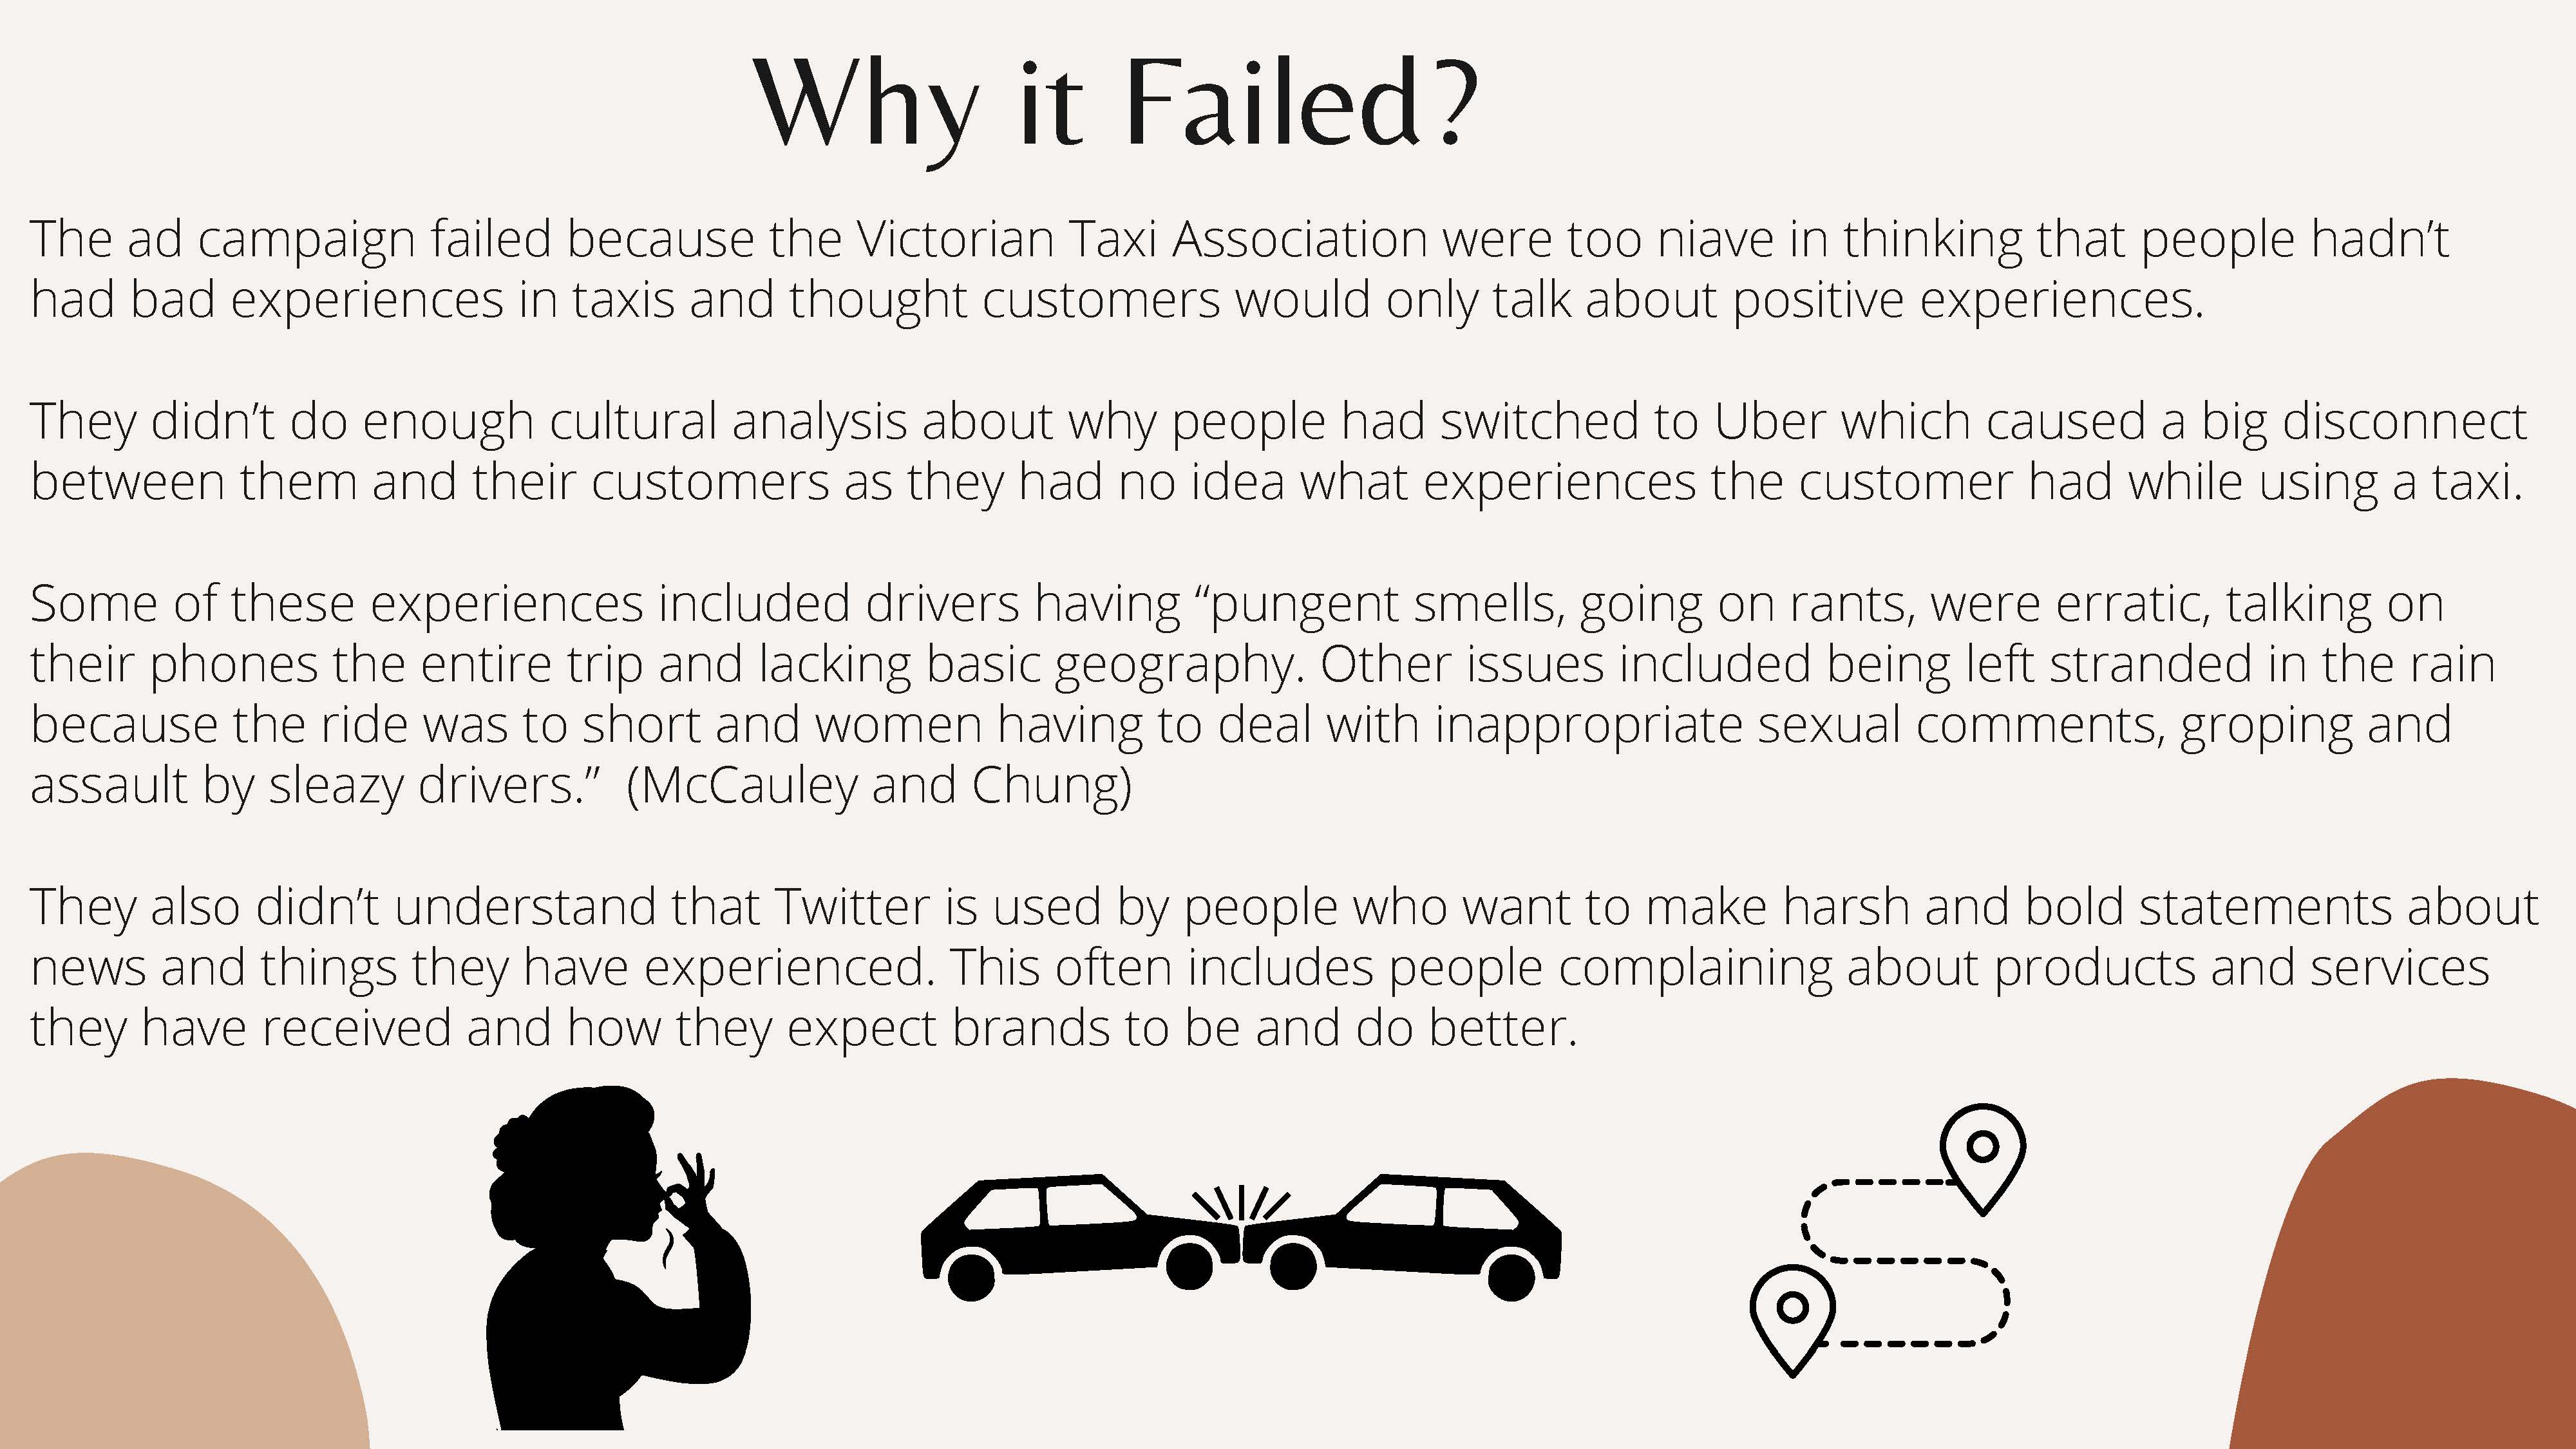 Why it Failed?
The ad campaign failed because the Victorian Taxi Association were too niave in thinking that people hadn’t
had bad experiences in taxis and thought customers would only talk about positive experiences.
They didn’t do enough cultural analysis about why people had switched to Uber which caused a big disconnect
between them and their customers as they had no idea what experiences the customer had while using a taxi.
Some of these experiences included drivers having “pungent smells, going on rants, were erratic, talking on
their phones the entire trip and lacking basic geography. Other issues included being left stranded in the rain
because the ride was to short and women having to deal with inappropriate sexual comments, groping and
assault by sleazy drivers.” (McCauley and Chung)
They also didn’t understand that Twitter is used by people who want to make harsh and bold statements about
news and things they have experienced. This often includes people complaining about products and services
they have received and how they expect brands to be and do better.